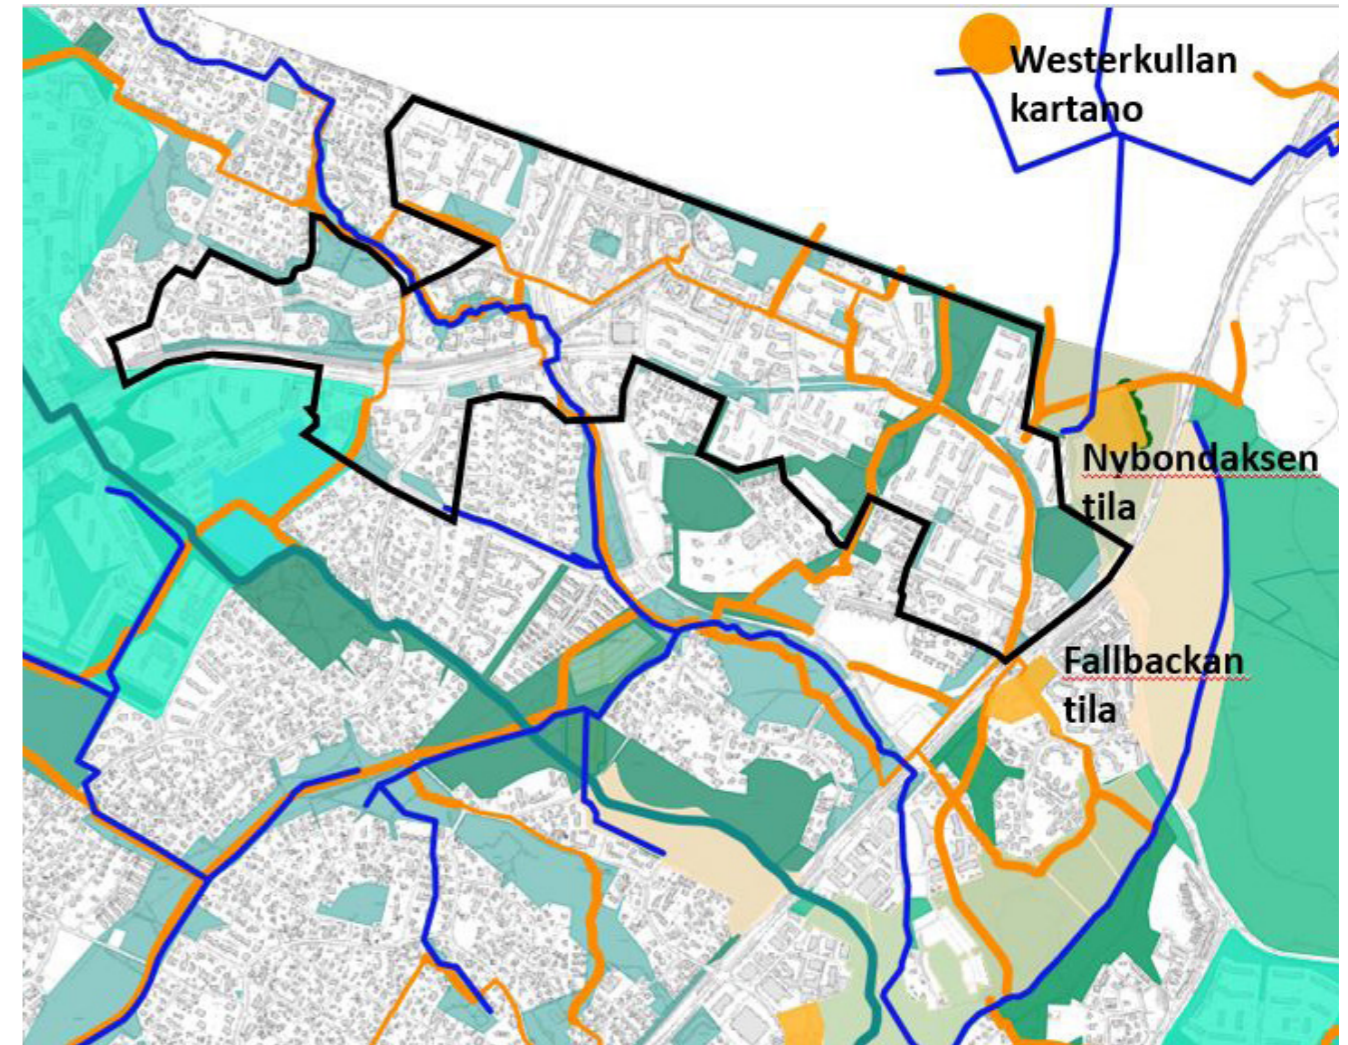 Westerkullan
kartano
Nybondaksen
tila
Fallbackan
tila